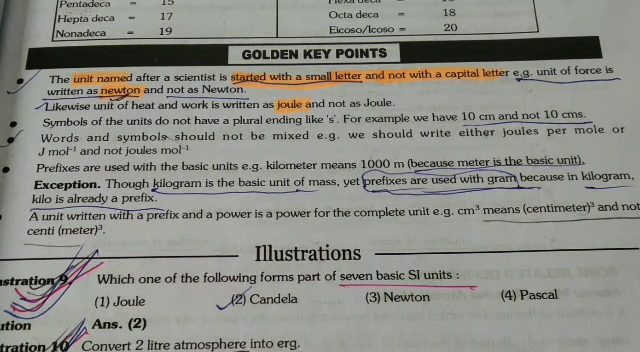 Pentadeca = 15
Hepta deca = 17
Octa deca = 18
Nonadeca = 19
Eicoso/Icoso = 20
GOLDEN KEY POINTS
The unit named after a scientist is started with a small letter and not with a capital letter e.g. unit of force is
written as newton and not as Newton.
Likewise unit of heat and work is written as joule and not as Joule.
Symbols of the units do not have a plural ending like 's'. For example we have 10 cm and not 10 cms.
Words and symbols should not be mixed e.g. we should write either joules per mole or
J mol⁻¹ and not joules mol⁻¹
Prefixes are used with the basic units e.g. kilometer means 1000 m (because meter is the basic unit).
Exception. Though kilogram is the basic unit of mass, yet prefixes are used with gram because in kilogram,
kilo is already a prefix.
A unit written with a prefix and a power is a power for the complete unit e.g. cm³ means (centimeter)³ and not
centi (meter)³.
Illustrations
stration 9. Which one of the following forms part of seven basic SI units :
(1) Joule (2) Candela (3) Newton (4) Pascal
ution Ans. (2)
tration 10 Convert 2 litre atmosphere into erg.